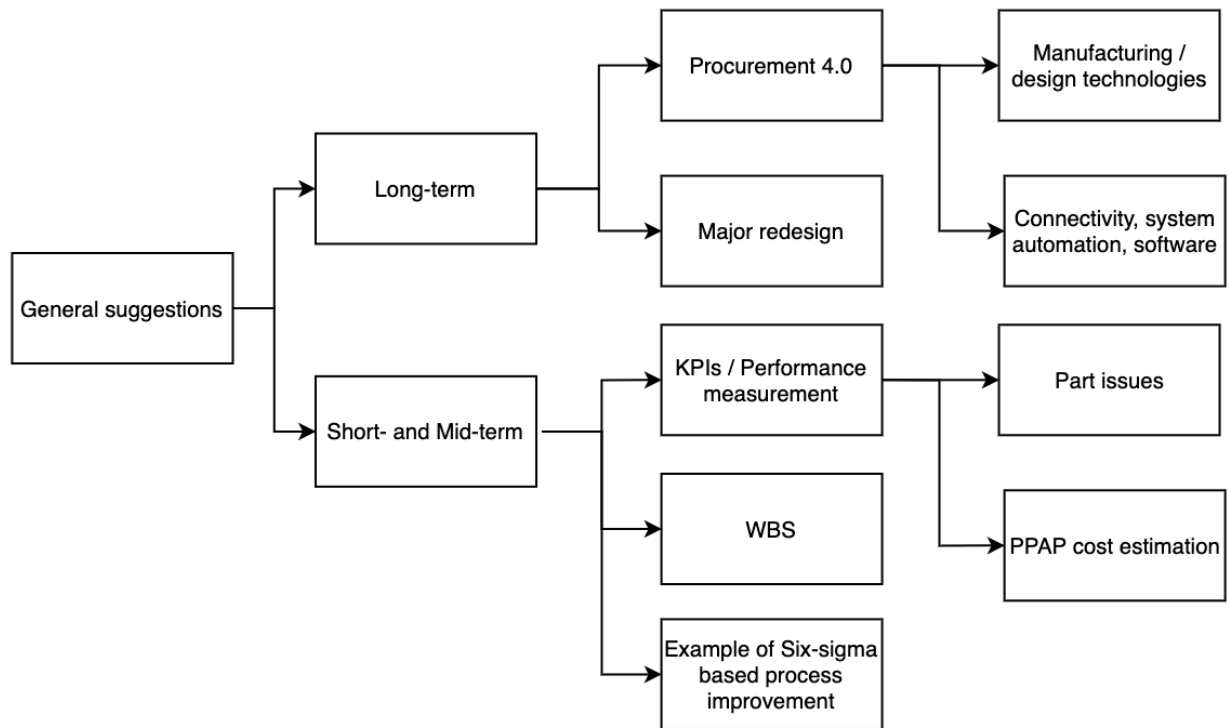 Procurement 4.0
Manufacturing /
design technologies
Long-term
Major redesign
Connectivity, system
automation, software
General suggestions
KPIs / Performance
measurement
Part issues
Short- and Mid-term
WBS
PPAP cost estimation
Example of Six-sigma
based process
improvement